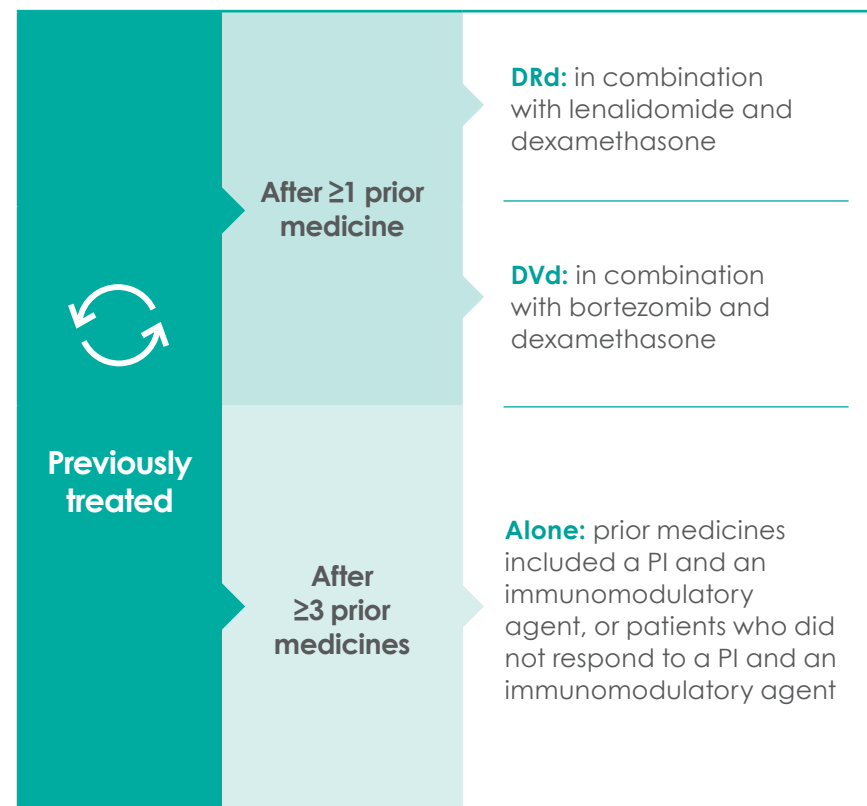 Previously
treated
After ≥1 prior
medicine
DRd: in combination
with lenalidomide and
dexamethasone
DVd: in combination
with bortezomib and
dexamethasone
After
≥3 prior
medicines
Alone: prior medicines
included a PI and an
immunomodulatory
agent, or patients who did
not respond to a PI and an
immunomodulatory agent